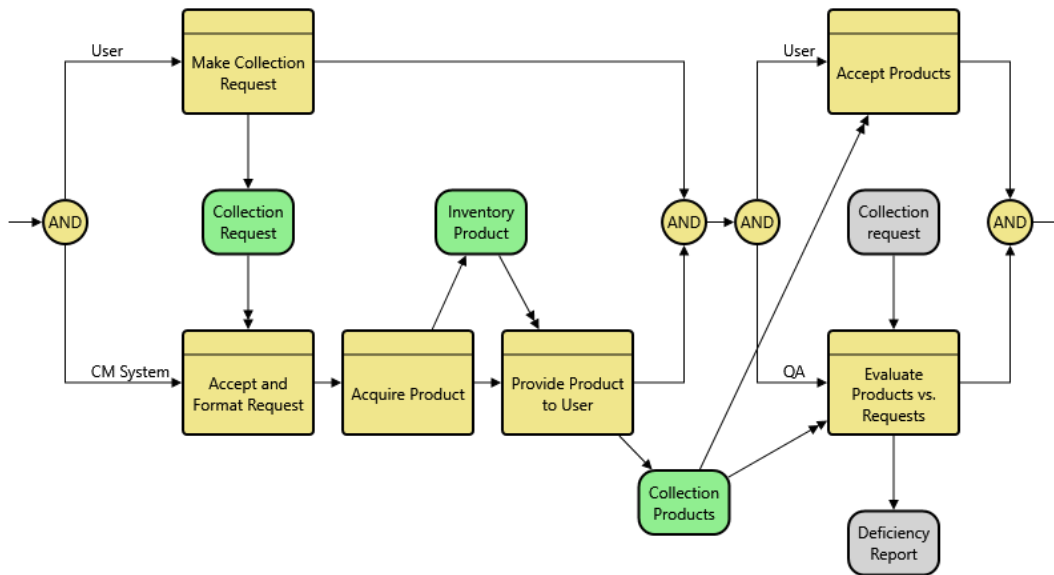 User
Make Collection
Request
User
Accept Products
AND
Collection
Request
Inventory
Product
AND
AND
Collection
request
AND
CM System
Accept and
Format Request
Acquire Product
Provide Product
to User
QA
Evaluate
Products vs.
Requests
Collection
Products
Deficiency
Report